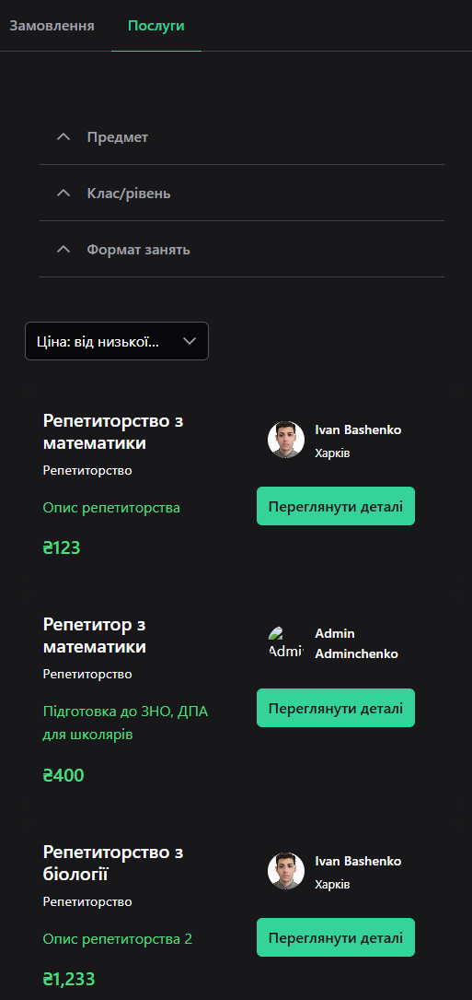 Замовлення Послуги
Предмет
Клас/рівень
Формат занять
Ціна: від низької...
Репетиторство з
математики
Репетиторство
Опис репетиторства
₴123
Ivan Bashenko
Харків
Переглянути деталі
Репетитор з
математики
Репетиторство
Підготовка до ЗНО, ДПА
для школярів
₴400
Admi
Admin
Adminchenko
Переглянути деталі
Репетиторство з
біології
Репетиторство
Опис репетиторства 2
₴1,233
Ivan Bashenko
Харків
Переглянути деталі